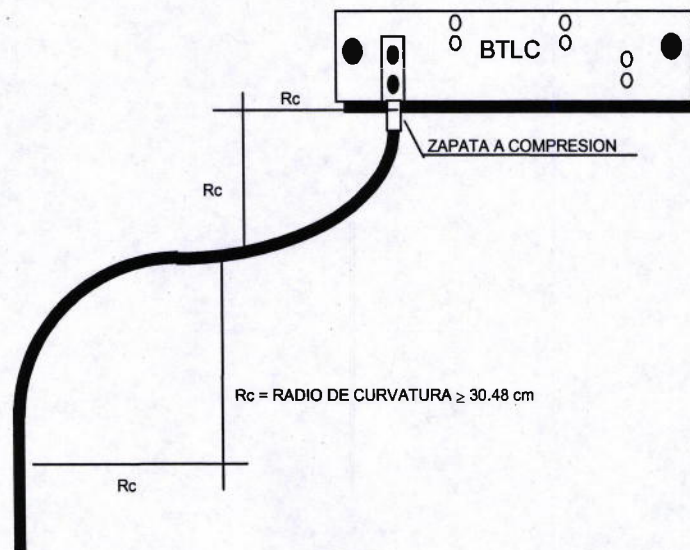 BTLC
Rc
ZAPATA A COMPRESION
Rc
Rc = RADIO DE CURVATURA ≥ 30.48 cm
Rc